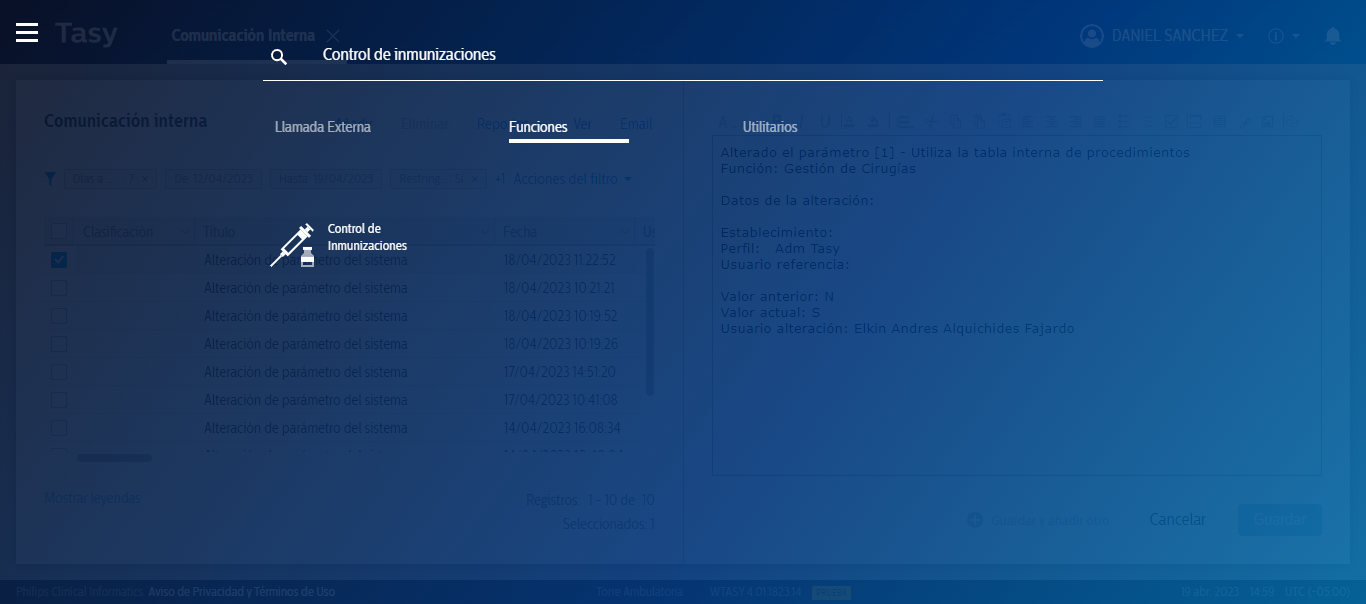 Tasy
Comunicación Interna
DANIEL SANCHEZ
Control de inmunizaciones
Llamada Externa
Funciones
Utilitarios
Comunicación interna
Eliminar
Ver
Email
De: 12/04/2023
Hasta: 19/04/2023
+1
Acciones del filtro
Clasificación
Título
Fecha
Us
Control de
Inmunizaciones
Alteración de parámetro del sistema 18/04/2023 11:22:52
Alteración de parámetro del sistema 18/04/2023 10:21:21
Alteración de parámetro del sistema 18/04/2023 10:19:52
Alteración de parámetro del sistema 18/04/2023 10:19:26
Alteración de parámetro del sistema 17/04/2023 14:51:20
Alteración de parámetro del sistema 17/04/2023 10:41:08
Alteración de parámetro del sistema 14/04/2023 16:08:34
Mostrar leyendas
Registros 1 - 10 de 10
Seleccionados 1
Alterado el parámetro [1] - Utiliza la tabla interna de procedimientos
Función: Gestión de Cirugías
Datos de la alteración:
Establecimiento:
Perfil: Adm Tasy
Usuario referencia:
Valor anterior: N
Valor actual: S
Usuario alteración: Elkin Andres Alquichides Fajardo
Guardar y añadir otro
Cancelar
Guardar
Philips Clinical Informatics Aviso de Privacidad y Términos de Uso
Torre Ambulatoria
WTASY 4.01.1823.14
19 abr. 2023 14:59 UTC (-05:00)